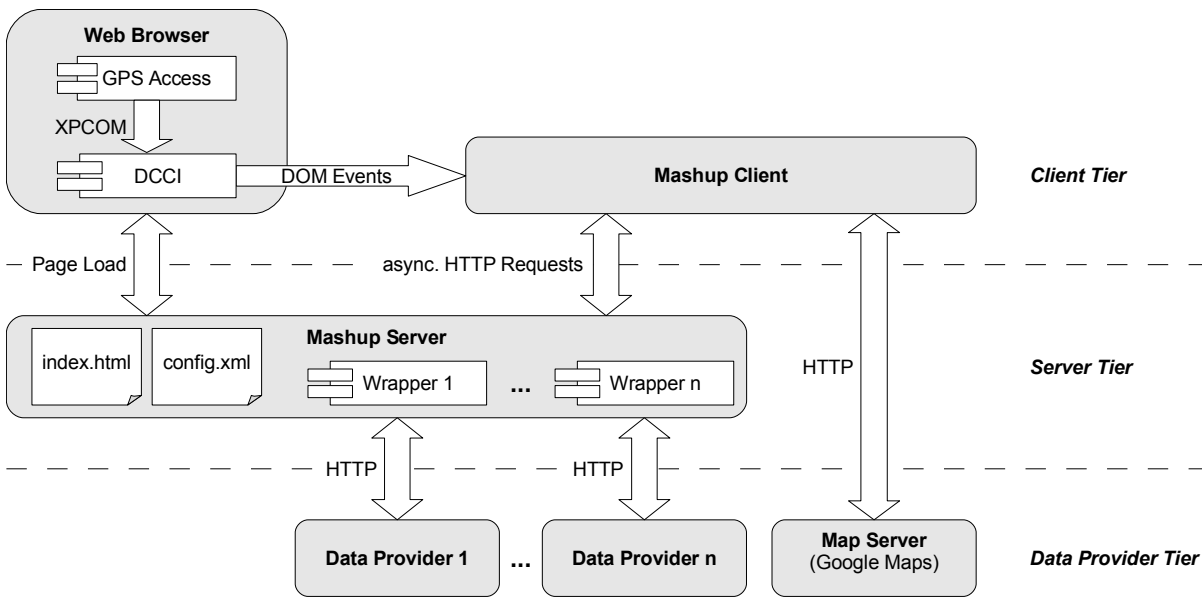 Web Browser
GPS Access
XPCOM
DCCI
DOM Events
Mashup Client
Client Tier
Page Load
async. HTTP Requests
Mashup Server
index.html
config.xml
Wrapper 1
...
Wrapper n
HTTP
Server Tier
HTTP
HTTP
Data Provider 1
...
Data Provider n
Map Server
(Google Maps)
Data Provider Tier